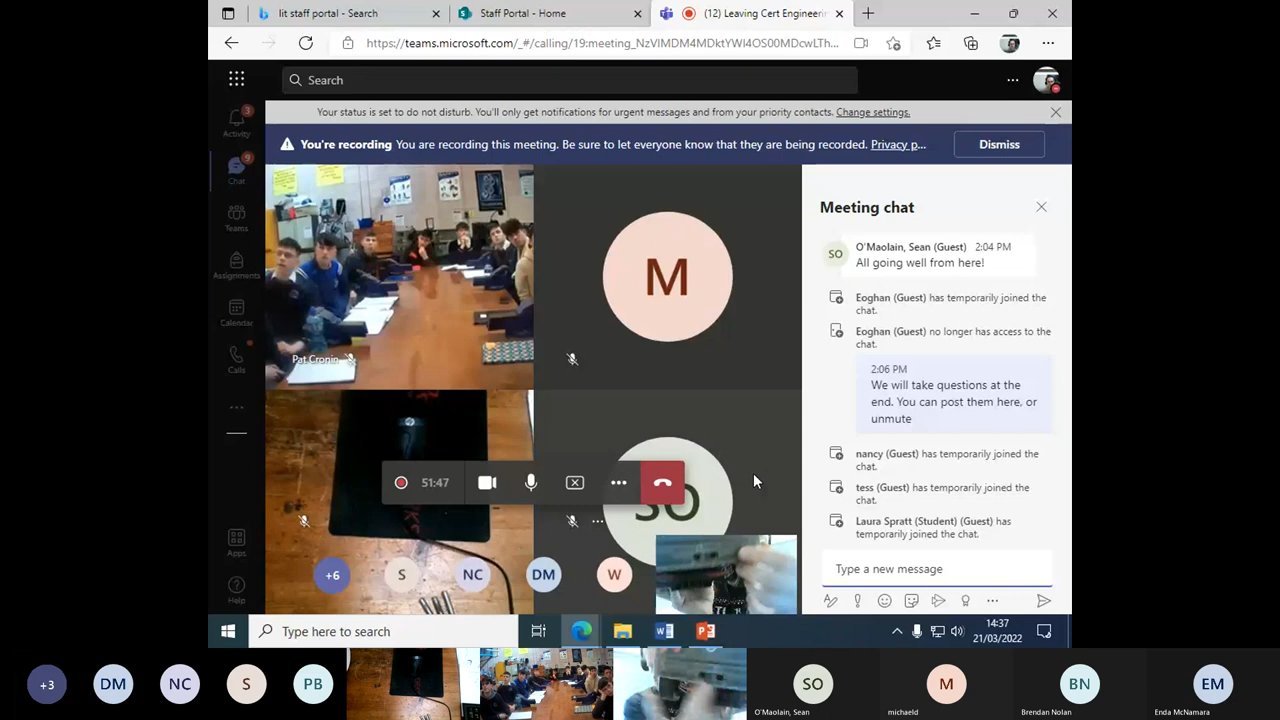 lit staff portal - Search
Staff Portal - Home
(12) Leaving Cert Engineerin
https://teams.microsoft.com/_#/calling/19:meeting_NzVlMDM4MDktYWI4OS00MDcwLTh...
Search
Your status is set to do not disturb. You'll only get notifications for urgent messages and from your priority contacts. Change settings.
You're recording You are recording this meeting. Be sure to let everyone know that they are being recorded. Privacy p...
Dismiss
3
Activity
9
Chat
Teams
Assignments
Calendar
Calls
Apps
Help
Pat Cronin
M
51:47
SO
+6
S
NC
DM
W
Meeting chat
SO
O'Maolain, Sean (Guest) 2:04 PM
All going well from here!
Eoghan (Guest) has temporarily joined the
chat.
Eoghan (Guest) no longer has access to the
chat.
2:06 PM
We will take questions at the
end. You can post them here, or
unmute
nancy (Guest) has temporarily joined the
chat.
tess (Guest) has temporarily joined the
chat.
Laura Spratt (Student) (Guest) has
temporarily joined the chat.
Type a new message
Type here to search
14:37
21/03/2022
+3
DM
NC
S
PB
SO
O'Maolain, Sean
M
michaeld
BN
Brendan Nolan
EM
Enda McNamara